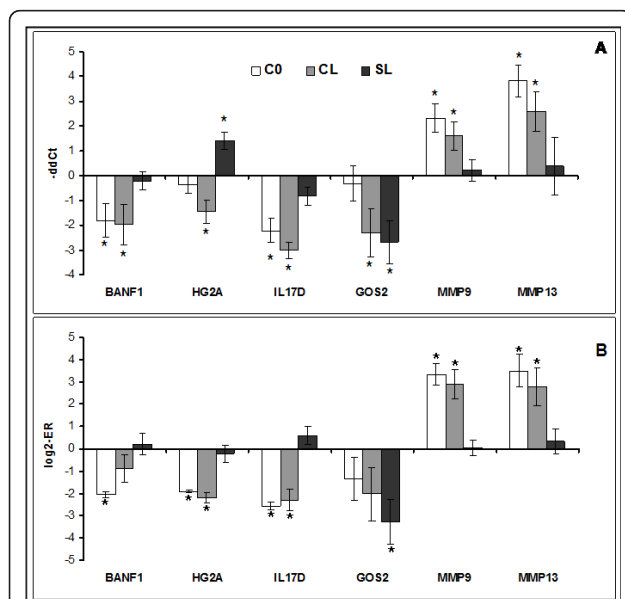 A
C0 CL SL
-ddCt
5
4
3
2
1
0
-1
-2
-3
-4
* * * * * * * * * * * *
BANF1 HG2A IL17D GOS2 MMP9 MMP13
B
log2-ER
5
4
3
2
1
0
-1
-2
-3
-4
-5
* * * * * * * * * *
BANF1 HG2A IL17D GOS2 MMP9 MMP13